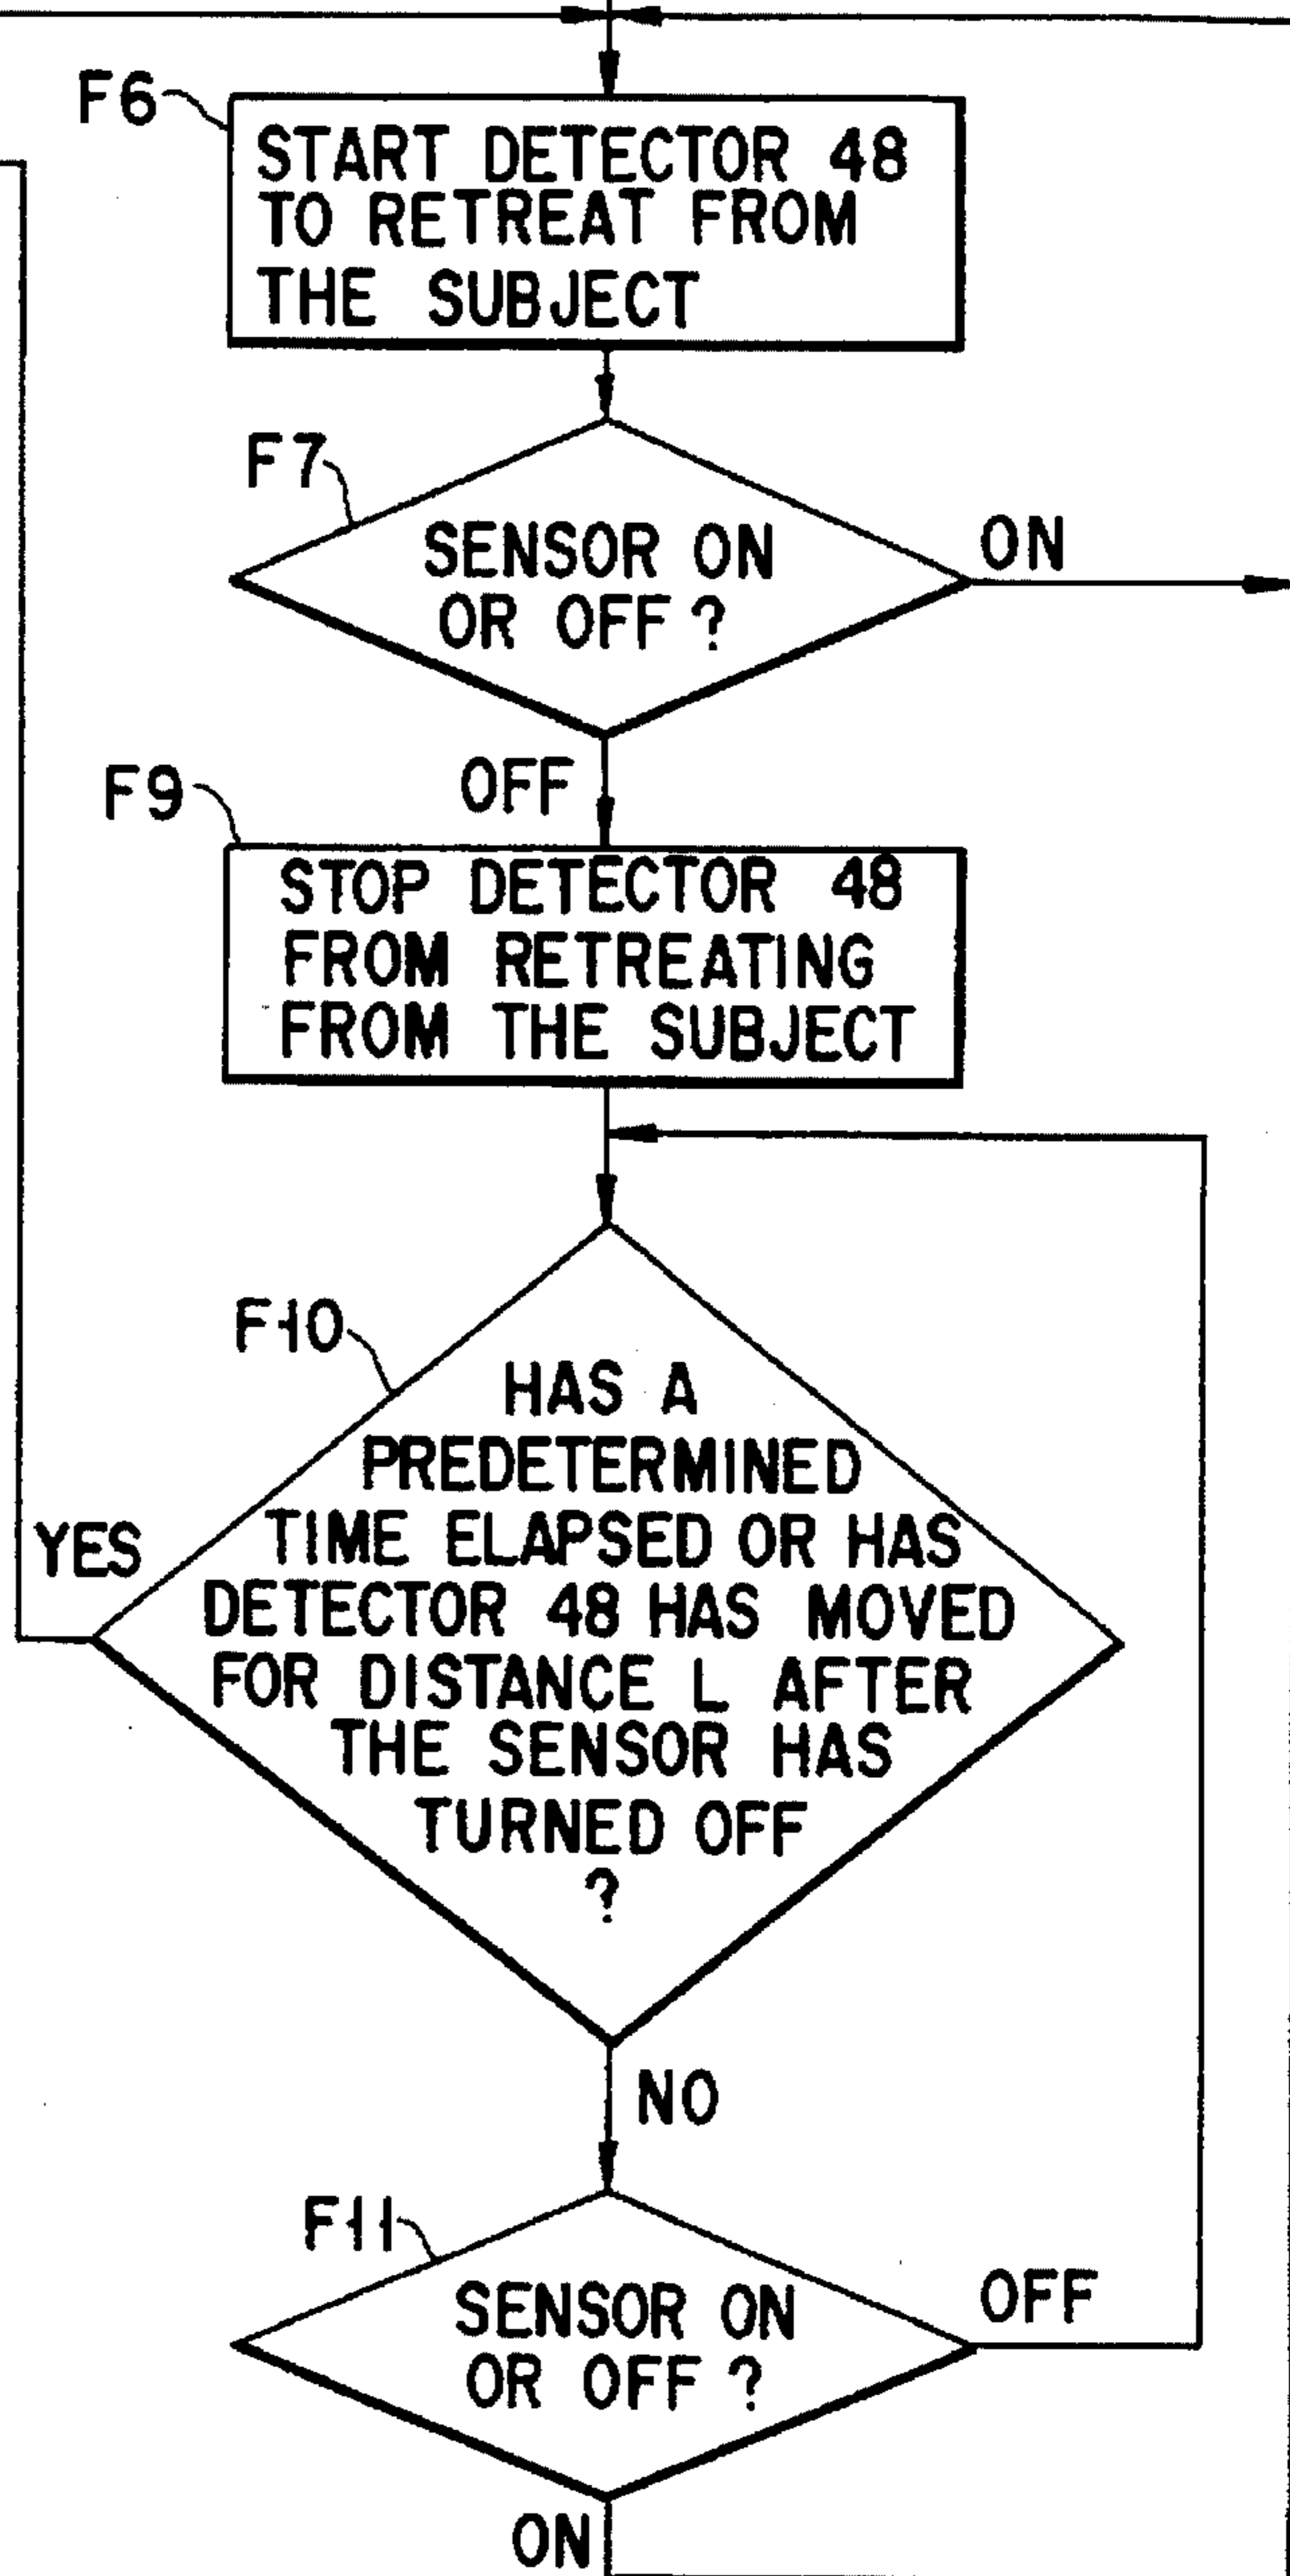 F6
START DETECTOR 48
TO RETREAT FROM
THE SUBJECT
F7
SENSOR ON
OR OFF ?
ON
OFF
F9
STOP DETECTOR 48
FROM RETREATING
FROM THE SUBJECT
F10
HAS A
PREDETERMINED
TIME ELAPSED OR HAS
DETECTOR 48 HAS MOVED
FOR DISTANCE L AFTER
THE SENSOR HAS
TURNED OFF
?
YES
NO
F11
SENSOR ON
OR OFF ?
OFF
ON